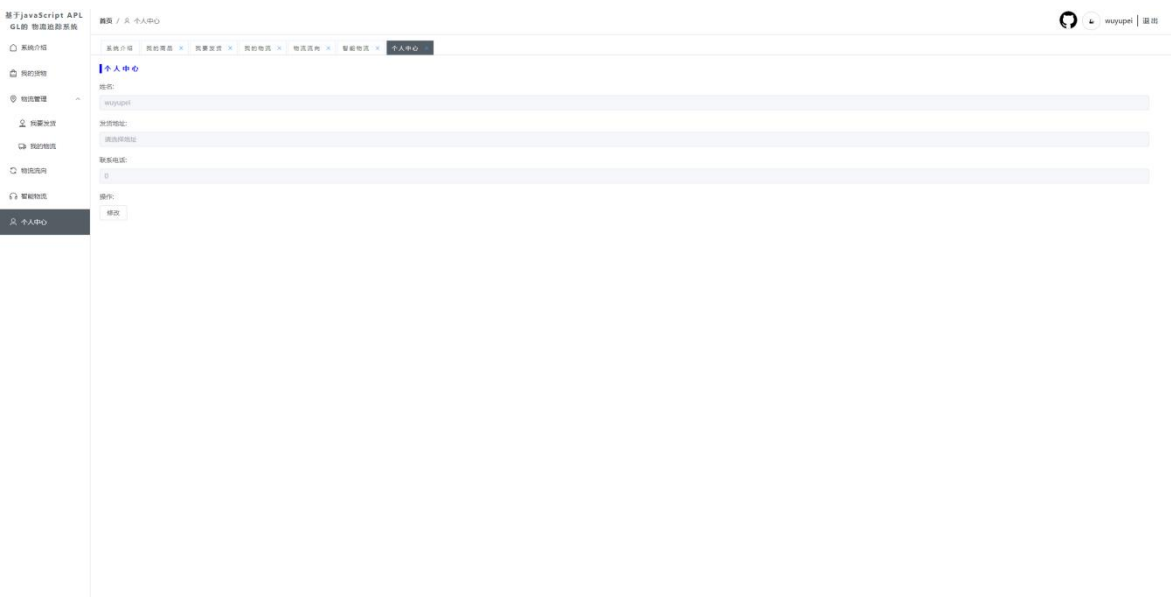 基于javaScript APL
GL的 物流追踪系统
首页 / 个人中心
wuyupei
退出
系统介绍
我的货物
物流管理
我要发货
我的物流
物流流向
智能物流
个人中心
系统介绍 我的商品 × 我要发货 × 我的物流 × 物流流向 × 智能物流 × 个人中心 ×
个人中心
姓名:
wuyupei
发货地址:
请选择地址
联系电话:
0
操作:
修改